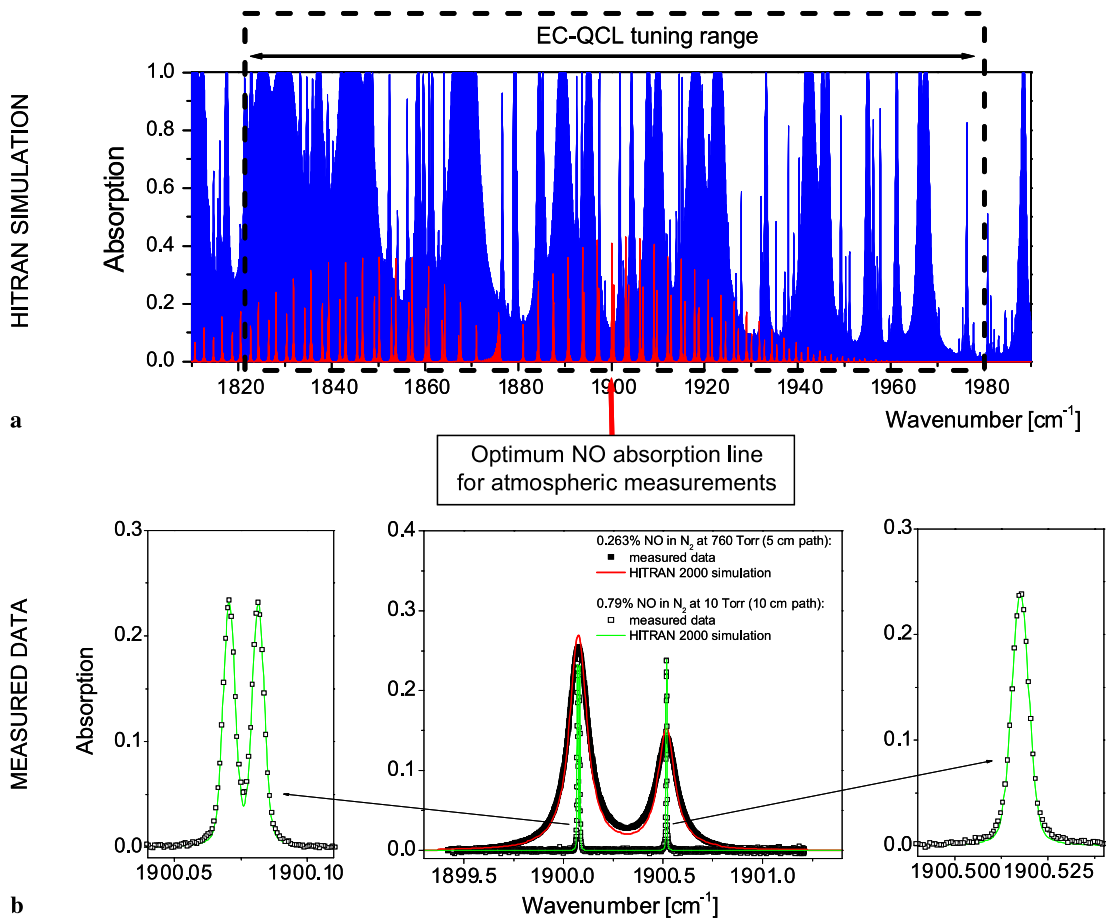 a
HITRAN SIMULATION
EC-QCL tuning range
Absorption
1.0
0.8
0.6
0.4
0.2
0.0
1820 1840 1860 1880 1900 1920 1940 1960 1980
Wavenumber [cm⁻¹]
Optimum NO absorption line
for atmospheric measurements
MEASURED DATA
Absorption
0.3
0.2
0.1
0.0
1900.05 1900.10
0.4
0.3
0.2
0.1
0.0
0.263% NO in N₂ at 760 Torr (5 cm path):
measured data
HITRAN 2000 simulation
0.79% NO in N₂ at 10 Torr (10 cm path):
measured data
HITRAN 2000 simulation
1899.5 1900.0 1900.5 1901.0
Wavenumber [cm⁻¹]
0.3
0.2
0.1
0.0
1900.500 1900.525
b